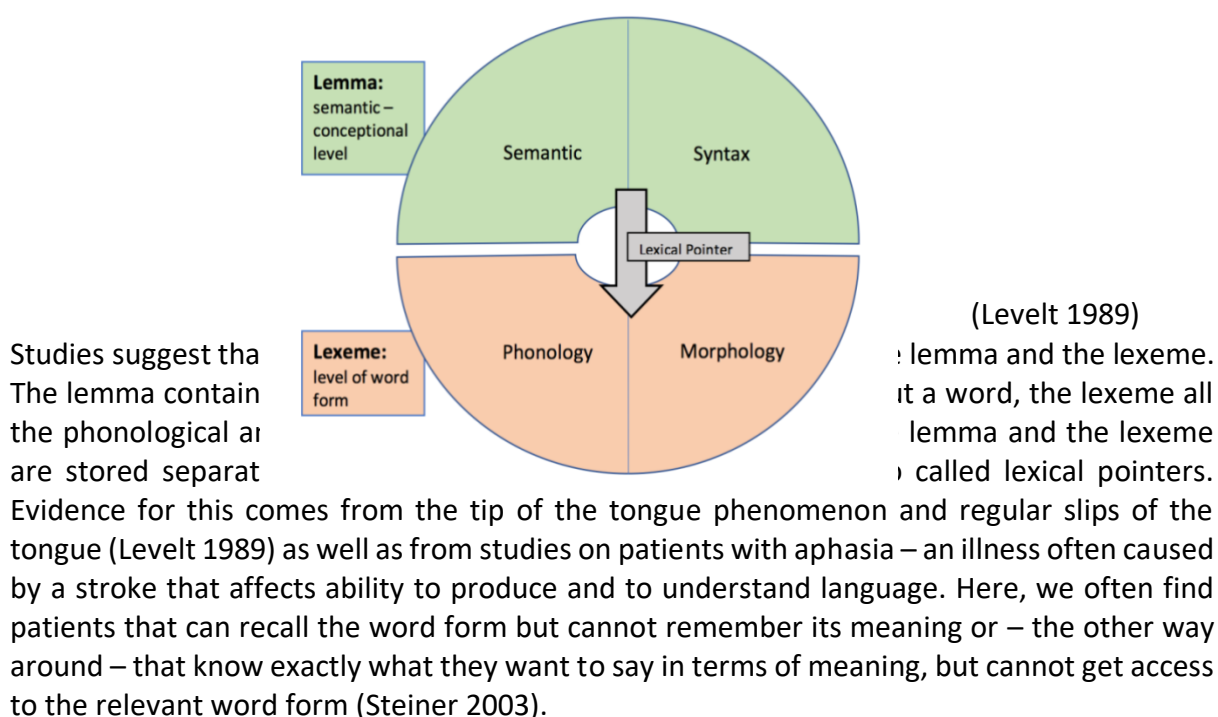 Lemma:
semantic –
conceptional
level
Semantic
Syntax
Lexical Pointer
(Levelt 1989)
Lexeme:
level of word
form
Phonology
Morphology
Studies suggest lemma and the lexeme.
The lemma a word, the lexeme all
the phonological lemma and the lexeme
are stored called lexical pointers.
Evidence for this comes from the tip of the tongue phenomenon and regular slips of the
tongue (Levelt 1989) as well as from studies on patients with aphasia – an illness often caused
by a stroke that affects ability to produce and to understand language. Here, we often find
patients that can recall the word form but cannot remember its meaning or – the other way
around – that know exactly what they want to say in terms of meaning, but cannot get access
to the relevant word form (Steiner 2003).